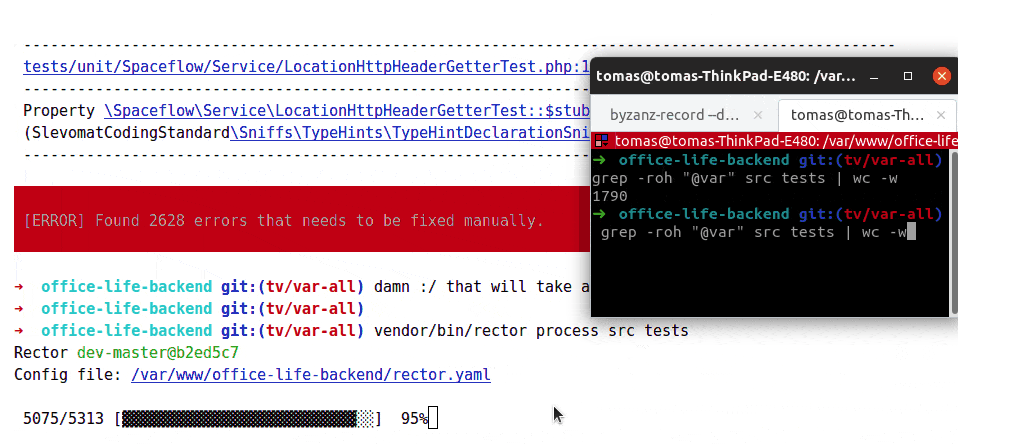 tests/unit/Spaceflow/Service/LocationHttpHeaderGetterTest.php:1
Property \Spaceflow\Service\LocationHttpHeaderGetterTest::$stub
(SlevomatCodingStandard\Sniffs\TypeHints\TypeHintDeclarationSni
[ERROR] Found 2628 errors that needs to be fixed manually.
➜ office-life-backend git:(tv/var-all) damn :/ that will take a
➜ office-life-backend git:(tv/var-all)
➜ office-life-backend git:(tv/var-all) vendor/bin/rector process src tests
Rector dev-master@b2ed5c7
Config file: /var/www/office-life-backend/rector.yaml
5075/5313 [▓▓▓▓▓▓▓▓▓▓▓▓▓▓▓▓▓▓▓▓▓▓▓▓▓▓░░] 95%
tomas@tomas-ThinkPad-E480: /var...
byzanz-record --d... ×
tomas@tomas-Th... ×
tomas@tomas-ThinkPad-E480: /var/www/office-life
➜ office-life-backend git:(tv/var-all)
grep -roh "@var" src tests | wc -w
1790
➜ office-life-backend git:(tv/var-all)
grep -roh "@var" src tests | wc -w